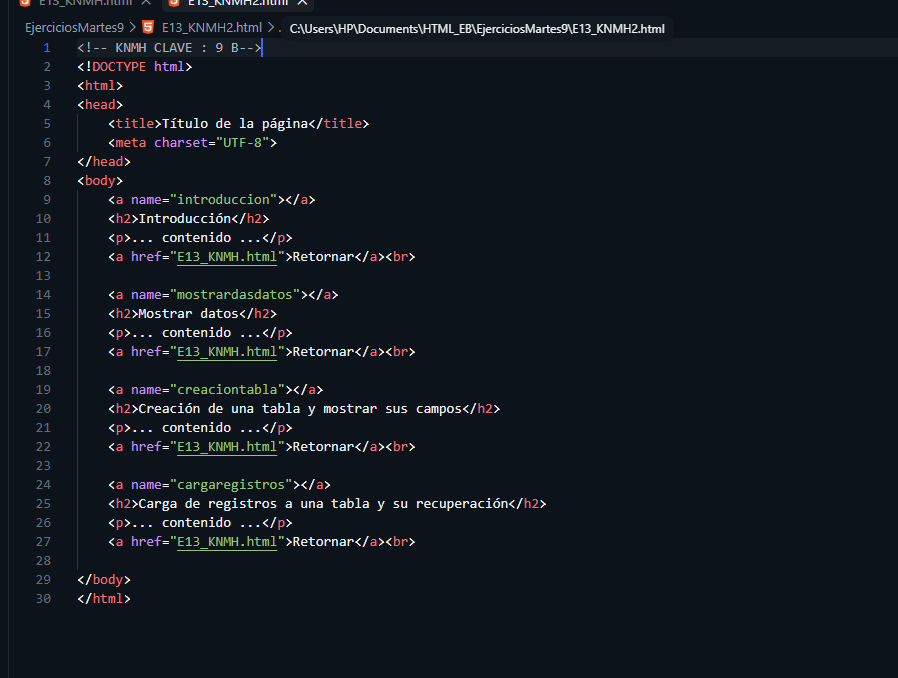 E13_KNMH.html E13_KNMH2.html
EjerciciosMartes9 > E13_KNMH2.html > . C:\Users\HP\Documents\HTML_EB\EjerciciosMartes9\E13_KNMH2.html
1 <!-- KNMH CLAVE : 9 B-->
2 <!DOCTYPE html>
3 <html>
4 <head>
5 <title>Título de la página</title>
6 <meta charset="UTF-8">
7 </head>
8 <body>
9 <a name="introduccion"></a>
10 <h2>Introducción</h2>
11 <p>... contenido ...</p>
12 <a href="E13_KNMH.html">Retornar</a><br>
13
14 <a name="mostrardasdatos"></a>
15 <h2>Mostrar datos</h2>
16 <p>... contenido ...</p>
17 <a href="E13_KNMH.html">Retornar</a><br>
18
19 <a name="creaciontabla"></a>
20 <h2>Creación de una tabla y mostrar sus campos</h2>
21 <p>... contenido ...</p>
22 <a href="E13_KNMH.html">Retornar</a><br>
23
24 <a name="cargaregistros"></a>
25 <h2>Carga de registros a una tabla y su recuperación</h2>
26 <p>... contenido ...</p>
27 <a href="E13_KNMH.html">Retornar</a><br>
28
29 </body>
30 </html>